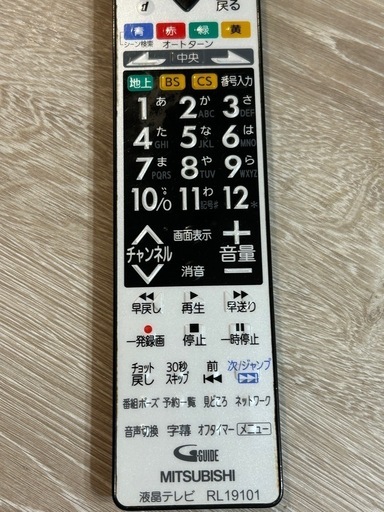 戻る
青 赤 緑 黄
シーン検索 オートターン
中央
地上 BS CS 番号入力
1あ 2か ABC 3さ DEF
4た GHI 5な JKL 6は MNO
7ま PQRS 8や TUV 9ら WXYZ
10/0 11わ 記号# 12 *
チャンネル 画面表示 + 音量 −
消音
早戻し 再生 早送り
一発録画 停止 一時停止
チョット戻し 30秒スキップ 前 次/ジャンプ
番組ポーズ 予約一覧 見どころ ネットワーク
音声切換 字幕 オフタイマー メニュー
G-GUIDE
MITSUBISHI
液晶テレビ RL19101